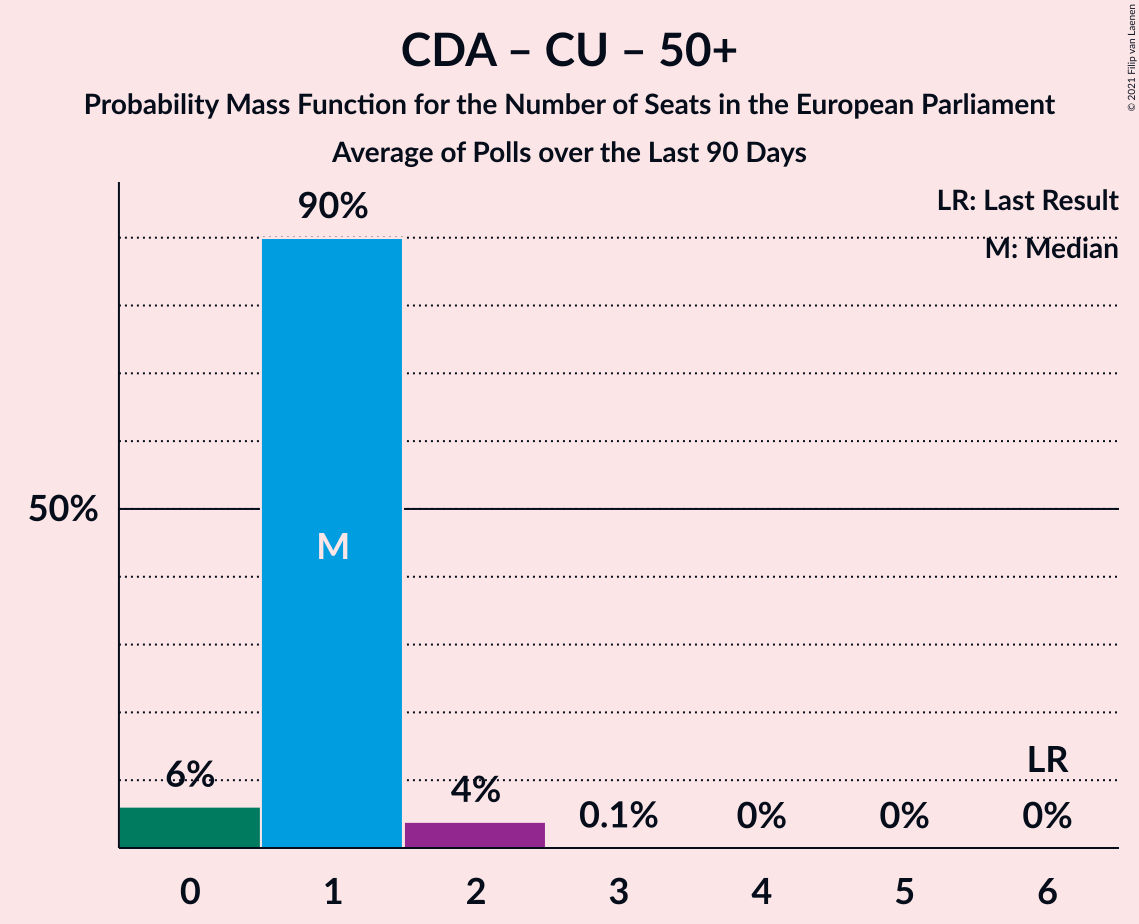 CDA – CU – 50+
Probability Mass Function for the Number of Seats in the European Parliament
Average of Polls over the Last 90 Days
© 2021 Filip van Laenen
LR: Last Result
M: Median
90%
50%
M
6%
4%
0.1%
0%
0%
LR
0%
0 1 2 3 4 5 6